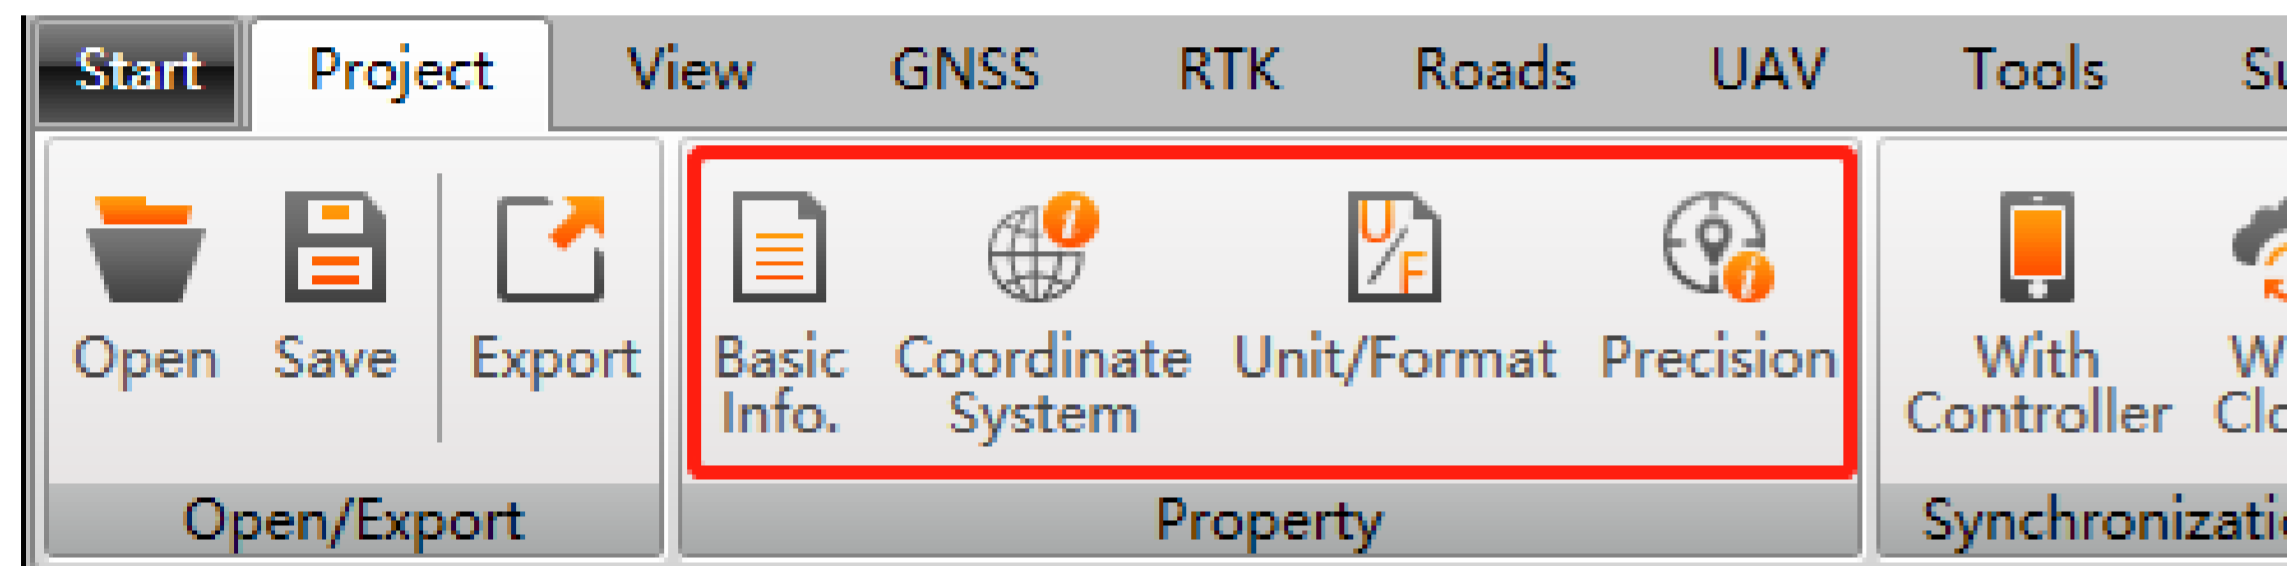 Start Project View GNSS RTK Roads UAV Tools
Open Save Export Basic Coordinate Unit/Format Precision With
Info. System Controller
Open/Export Property